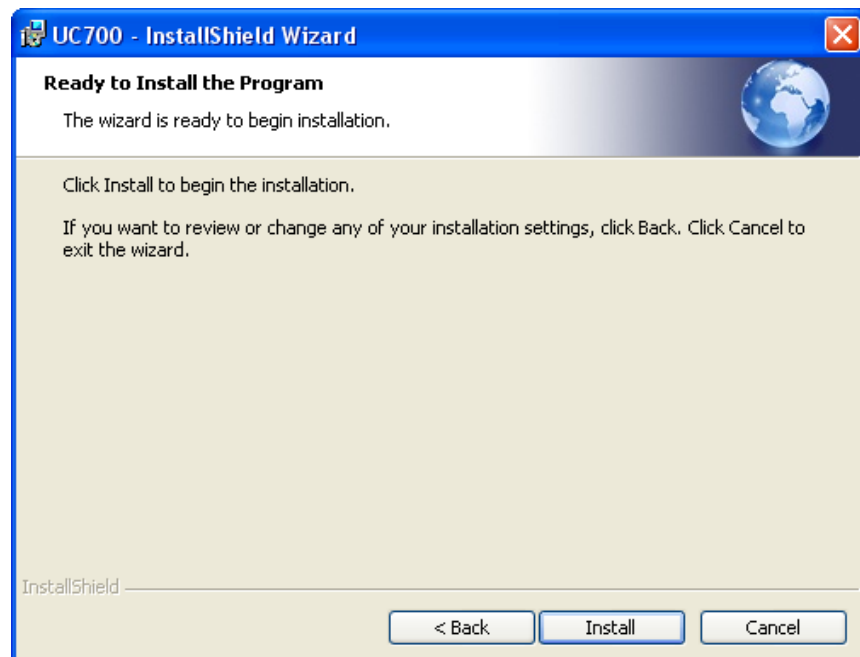 UC700 - InstallShield Wizard
Ready to Install the Program
The wizard is ready to begin installation.
Click Install to begin the installation.
If you want to review or change any of your installation settings, click Back. Click Cancel to
exit the wizard.
InstallShield
< Back Install Cancel